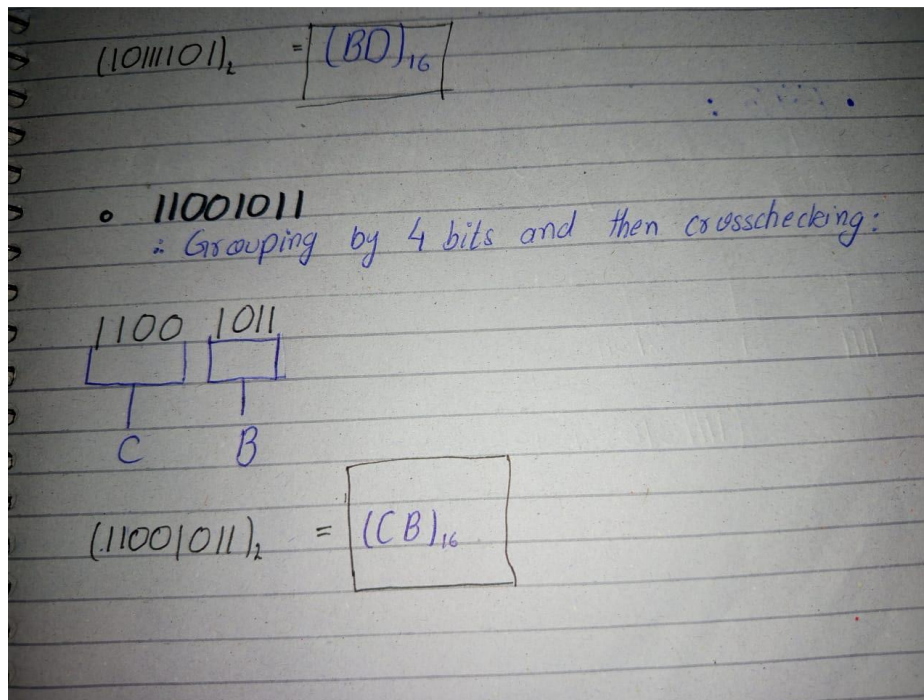 (10111101)₂ = (BD)₁₆
• 11001011
∴ Grouping by 4 bits and then crosschecking:
1100 1011
C B
(11001011)₂ = (CB)₁₆